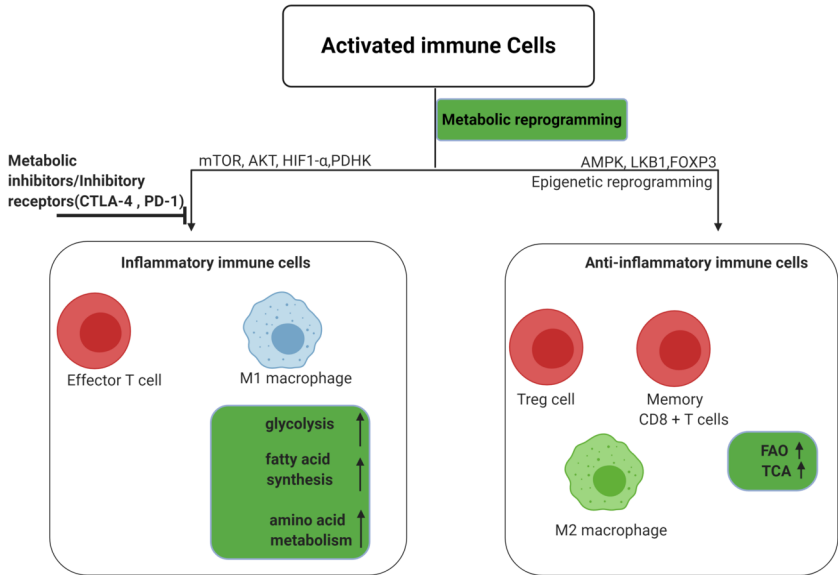 Activated immune Cells
Metabolic reprogramming
mTOR, AKT, HIF1-α,PDHK
AMPK, LKB1,FOXP3
Epigenetic reprogramming
Metabolic
inhibitors/Inhibitory
receptors(CTLA-4 , PD-1)
Inflammatory immune cells
Effector T cell
M1 macrophage
glycolysis
fatty acid
synthesis
amino acid
metabolism
Anti-inflammatory immune cells
Treg cell
Memory
CD8 + T cells
M2 macrophage
FAO
TCA